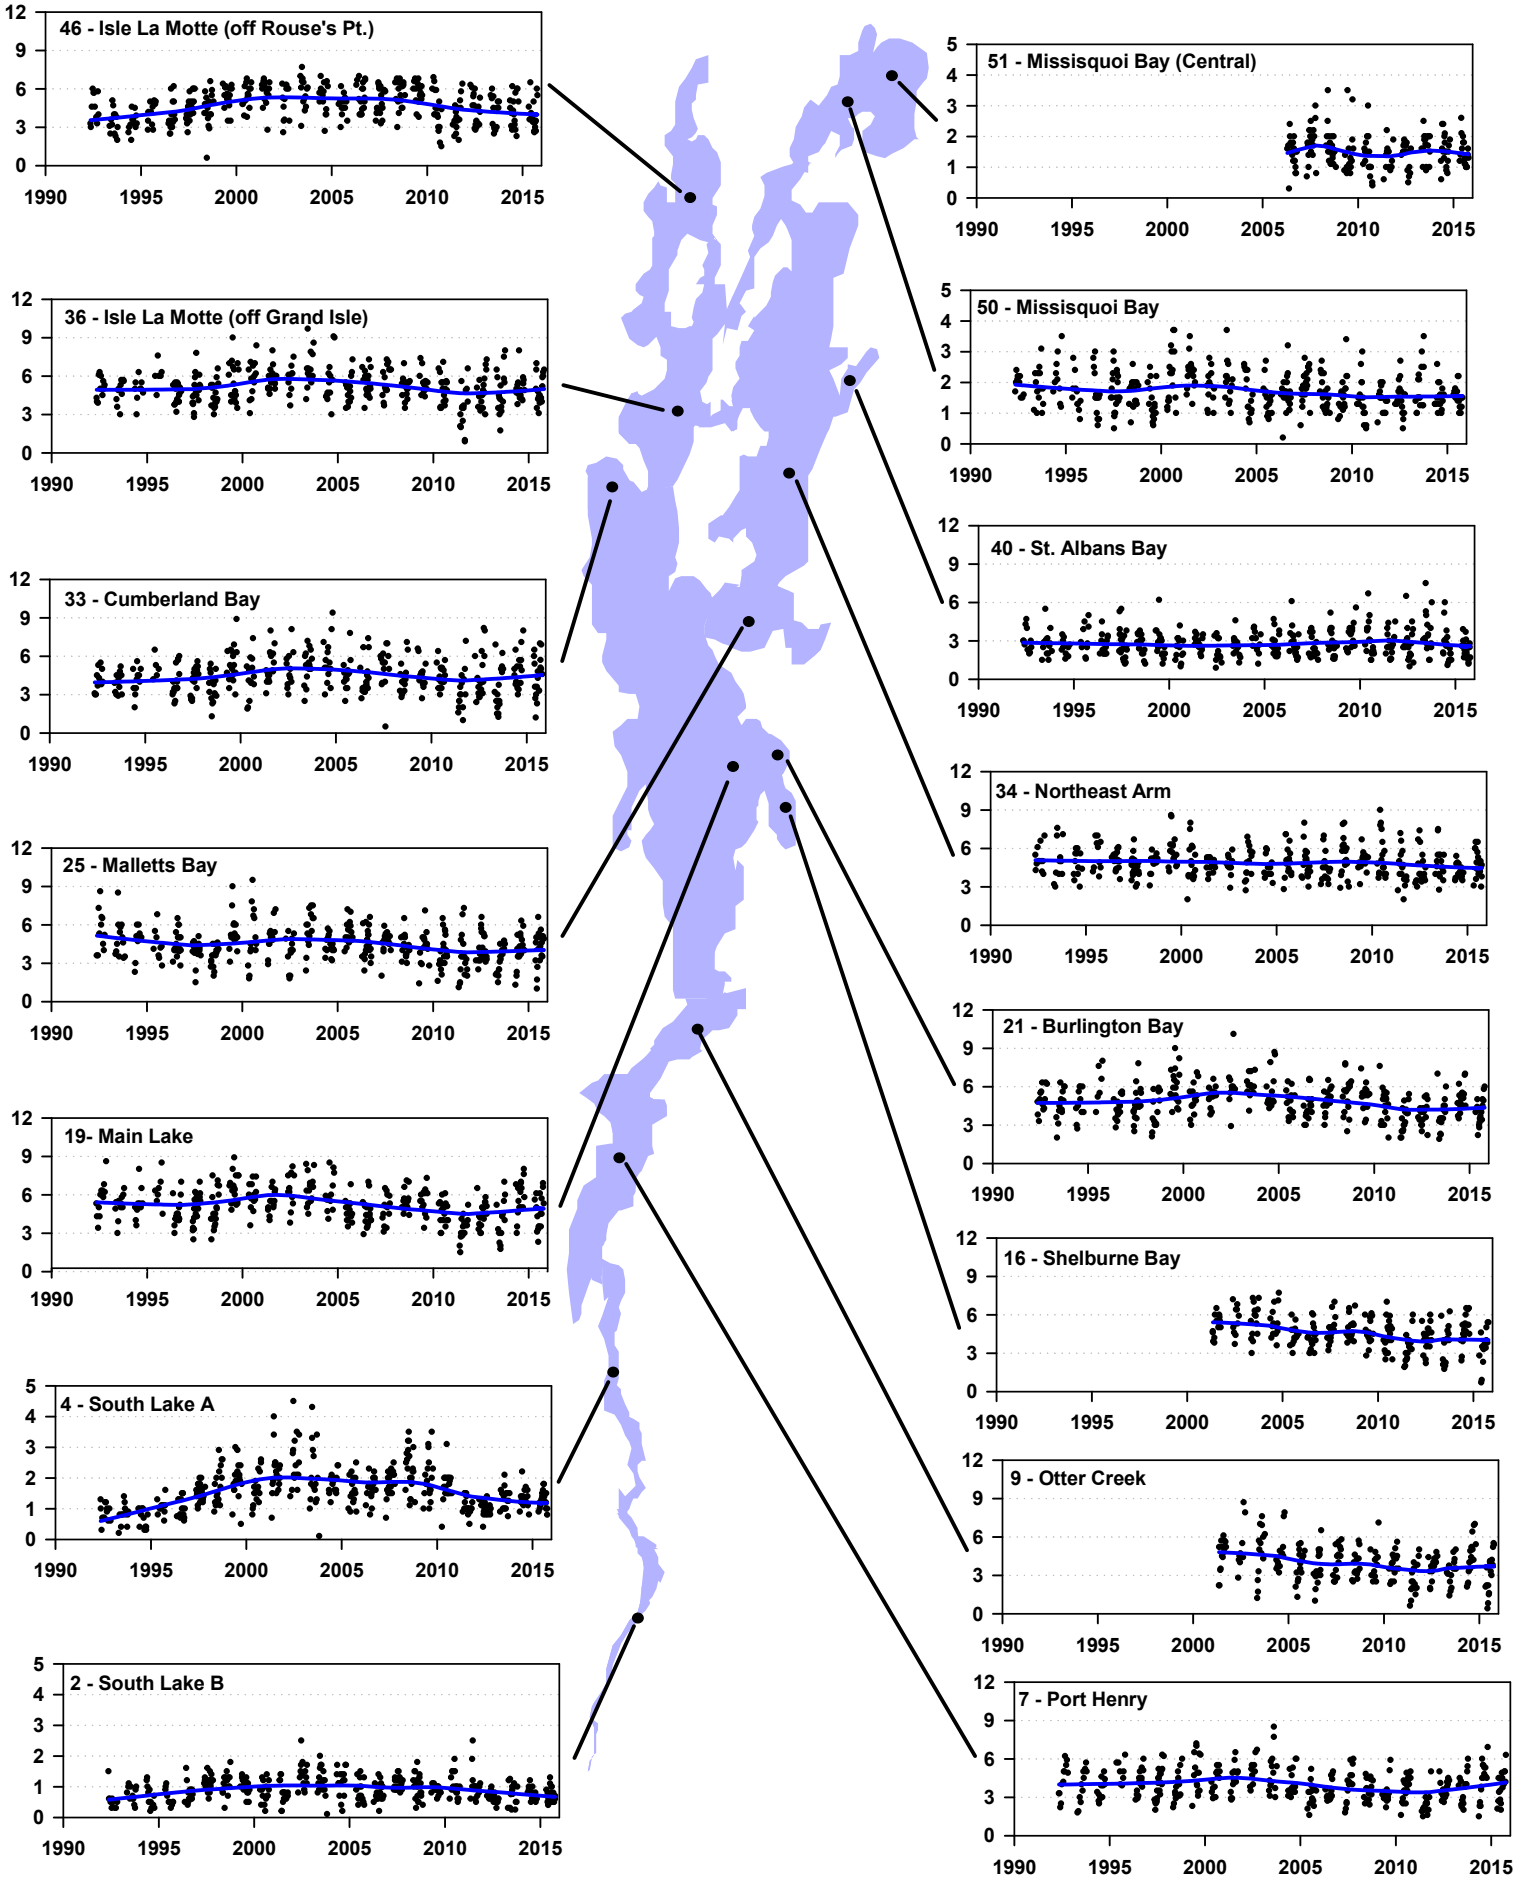 46 - Isle La Motte (off Rouse's Pt.)
12
9
6
3
0
1990 1995 2000 2005 2010 2015
36 - Isle La Motte (off Grand Isle)
12
9
6
3
0
1990 1995 2000 2005 2010 2015
33 - Cumberland Bay
12
9
6
3
0
1990 1995 2000 2005 2010 2015
25 - Malletts Bay
12
9
6
3
0
1990 1995 2000 2005 2010 2015
19- Main Lake
12
9
6
3
0
1990 1995 2000 2005 2010 2015
4 - South Lake A
5
4
3
2
1
0
1990 1995 2000 2005 2010 2015
2 - South Lake B
5
4
3
2
1
0
1990 1995 2000 2005 2010 2015
51 - Missisquoi Bay (Central)
5
4
3
2
1
0
1990 1995 2000 2005 2010 2015
50 - Missisquoi Bay
5
4
3
2
1
0
1990 1995 2000 2005 2010 2015
40 - St. Albans Bay
12
9
6
3
0
1990 1995 2000 2005 2010 2015
34 - Northeast Arm
12
9
6
3
0
1990 1995 2000 2005 2010 2015
21 - Burlington Bay
12
9
6
3
0
1990 1995 2000 2005 2010 2015
16 - Shelburne Bay
12
9
6
3
0
1990 1995 2000 2005 2010 2015
9 - Otter Creek
12
9
6
3
0
1990 1995 2000 2005 2010 2015
7 - Port Henry
12
9
6
3
0
1990 1995 2000 2005 2010 2015